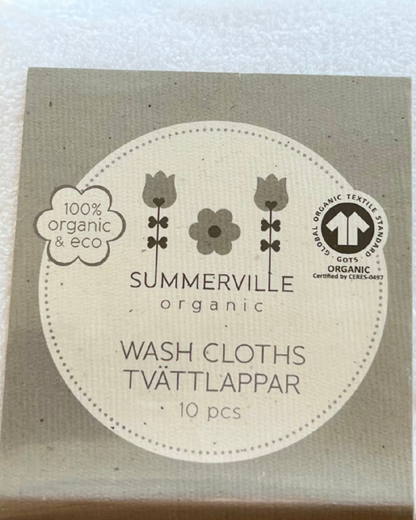 100%
organic
& eco
GLOBAL ORGANIC TEXTILE STANDARD
· GOTS ·
ORGANIC
Certified by CERES-0497
SUMMERVILLE
organic
WASH CLOTHS
TVÄTTLAPPAR
10 pcs